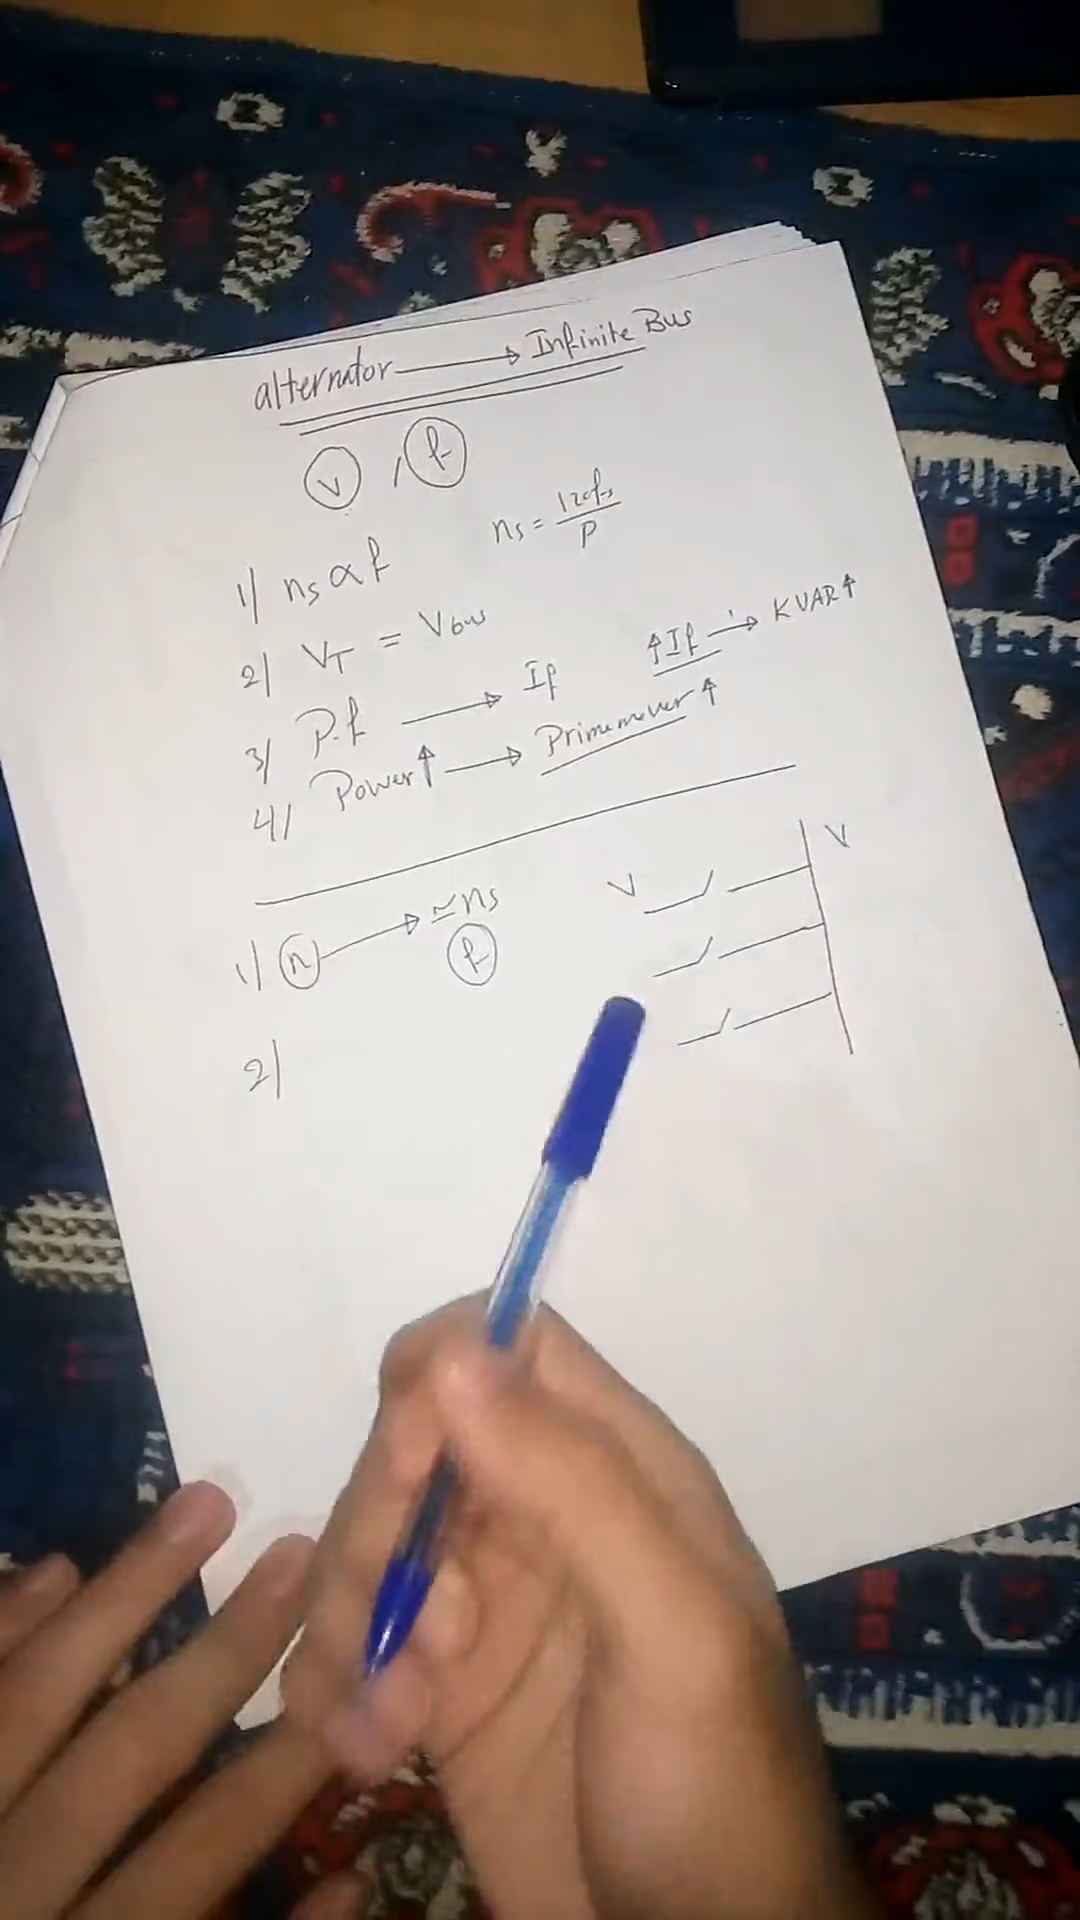 alternator → Infinite Bus
V , f
ns = 120fs / P
1) ns α f
2) VT = Vbus
3) P.f → If ↑If → KVAR↑
4) Power↑ → Primemover↑
1) n → ≃ns
f
V V
2)